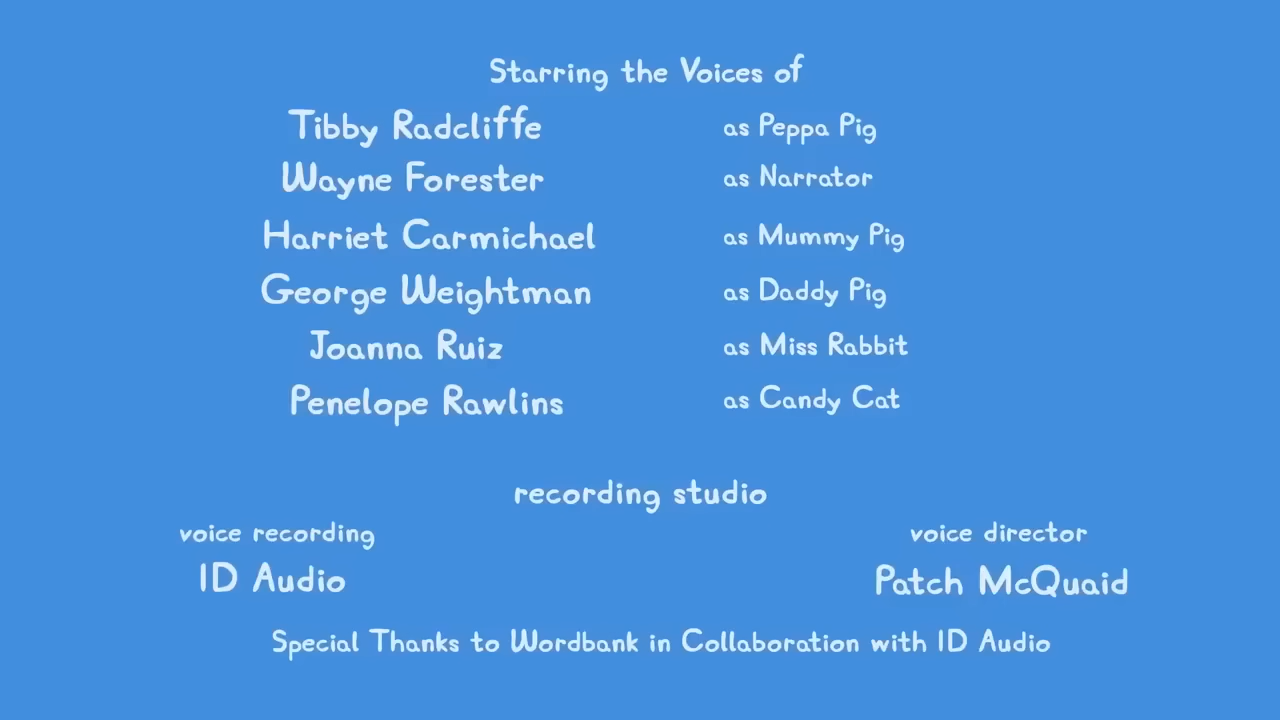 Starring the Voices of
Tibby Radcliffe as Peppa Pig
Wayne Forester as Narrator
Harriet Carmichael as Mummy Pig
George Weightman as Daddy Pig
Joanna Ruiz as Miss Rabbit
Penelope Rawlins as Candy Cat
recording studio
voice recording voice director
ID Audio Patch McQuaid
Special Thanks to Wordbank in Collaboration with ID Audio